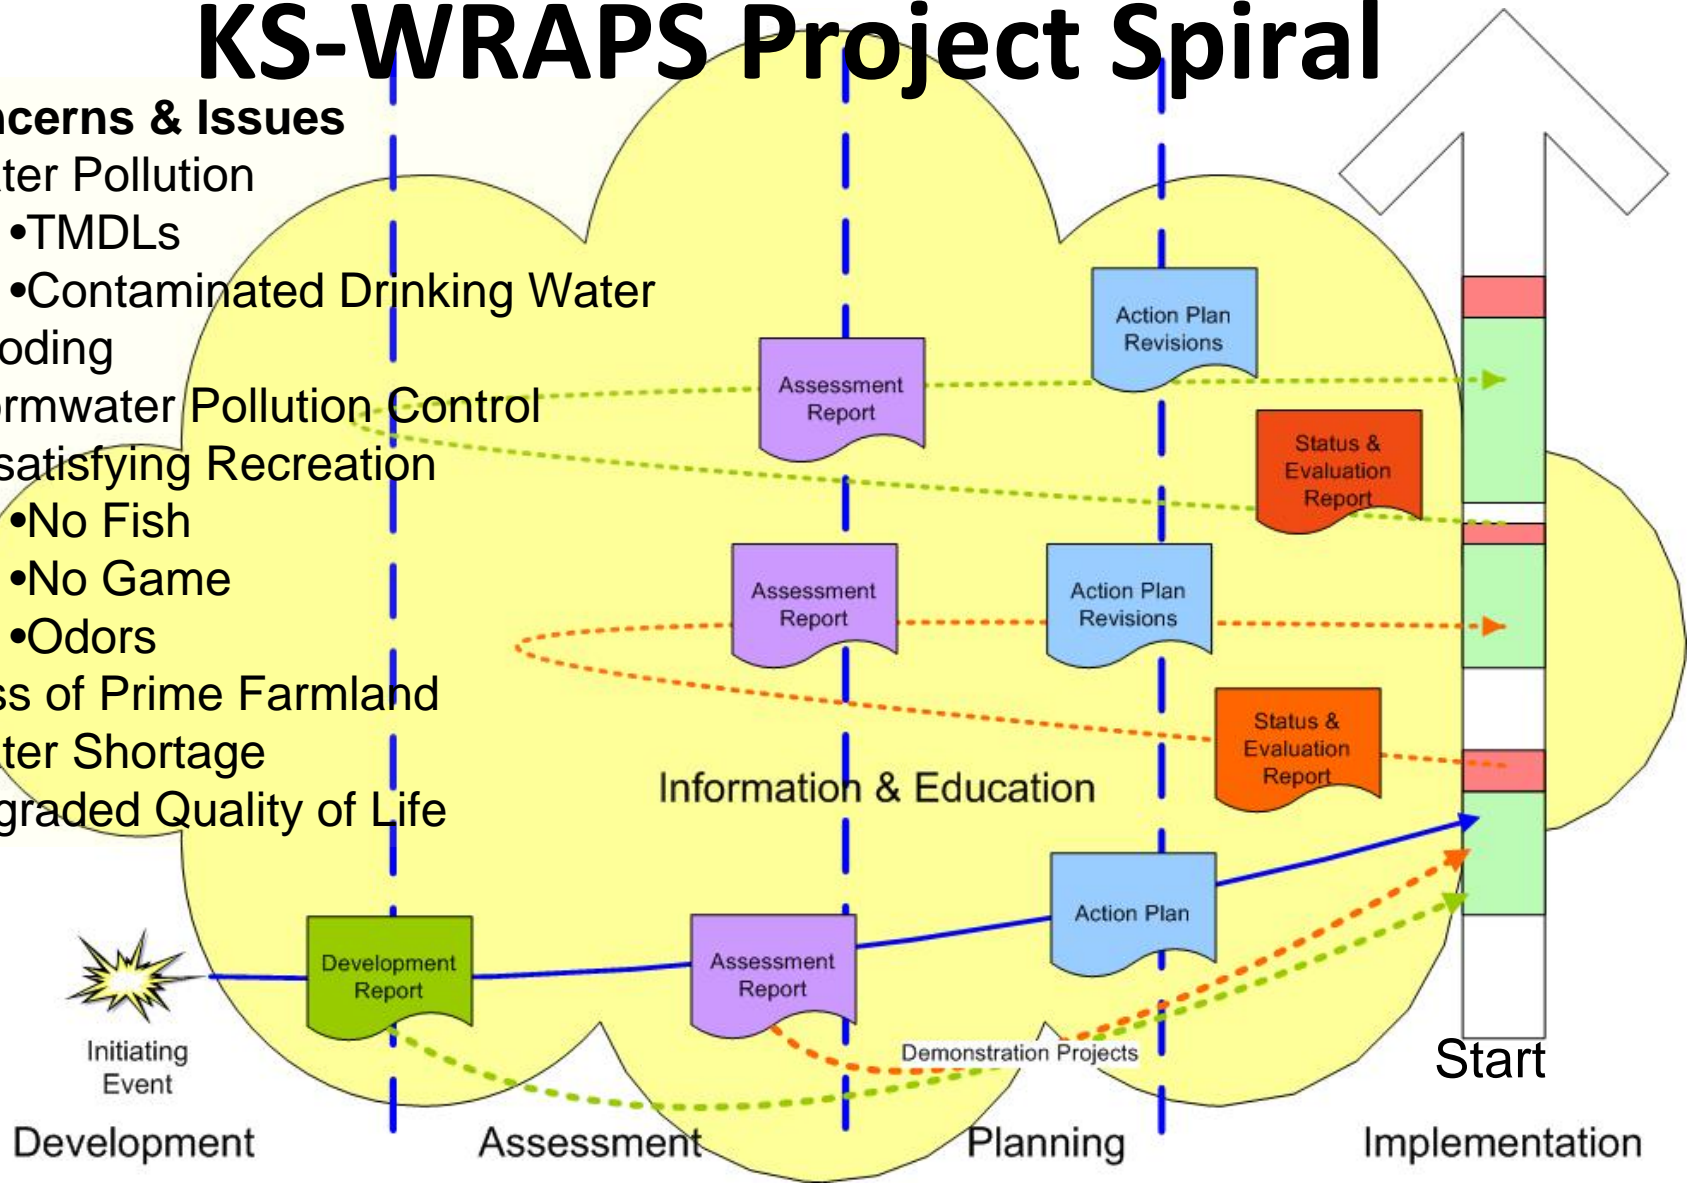 KS-WRAPS Project Spiral
ncerns & Issues
ter Pollution
•TMDLs
•Contaminated Drinking Water
oding
rmwater Pollution Control
satisfying Recreation
•No Fish
•No Game
•Odors
ss of Prime Farmland
ter Shortage
graded Quality of Life
Action Plan
Revisions
Assessment
Report
Status &
Evaluation
Report
Assessment
Report
Action Plan
Revisions
Status &
Evaluation
Report
Information & Education
Action Plan
Development
Report
Assessment
Report
Initiating
Event
Demonstration Projects
Start
Development
Assessment
Planning
Implementation